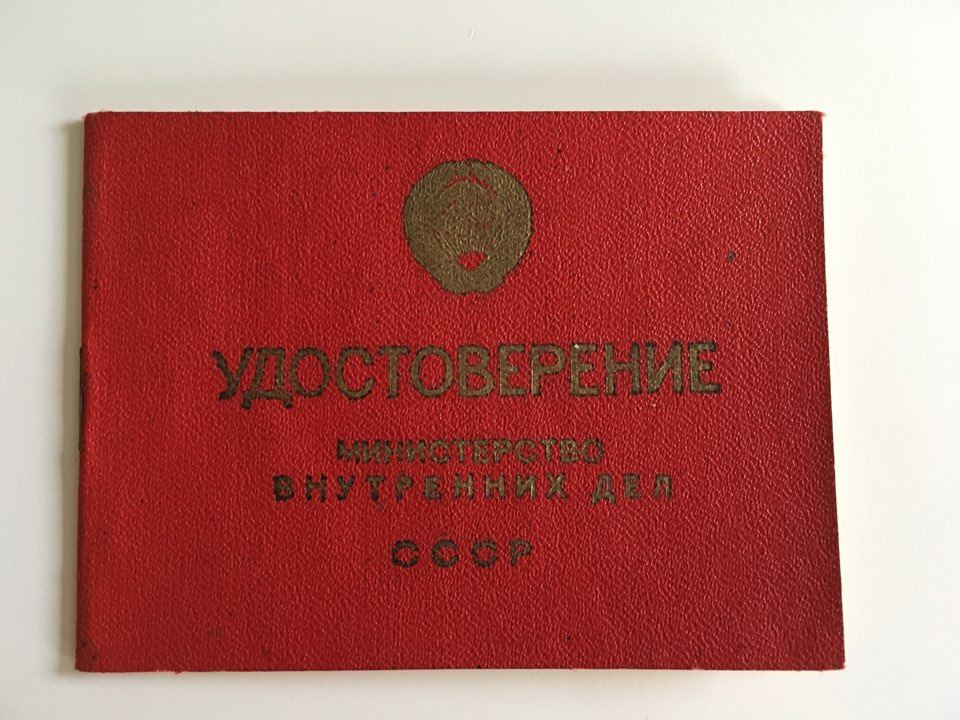 УДОСТОВЕРЕНИЕ
МИНИСТЕРСТВО
ВНУТРЕННИХ ДЕЛ
СССР